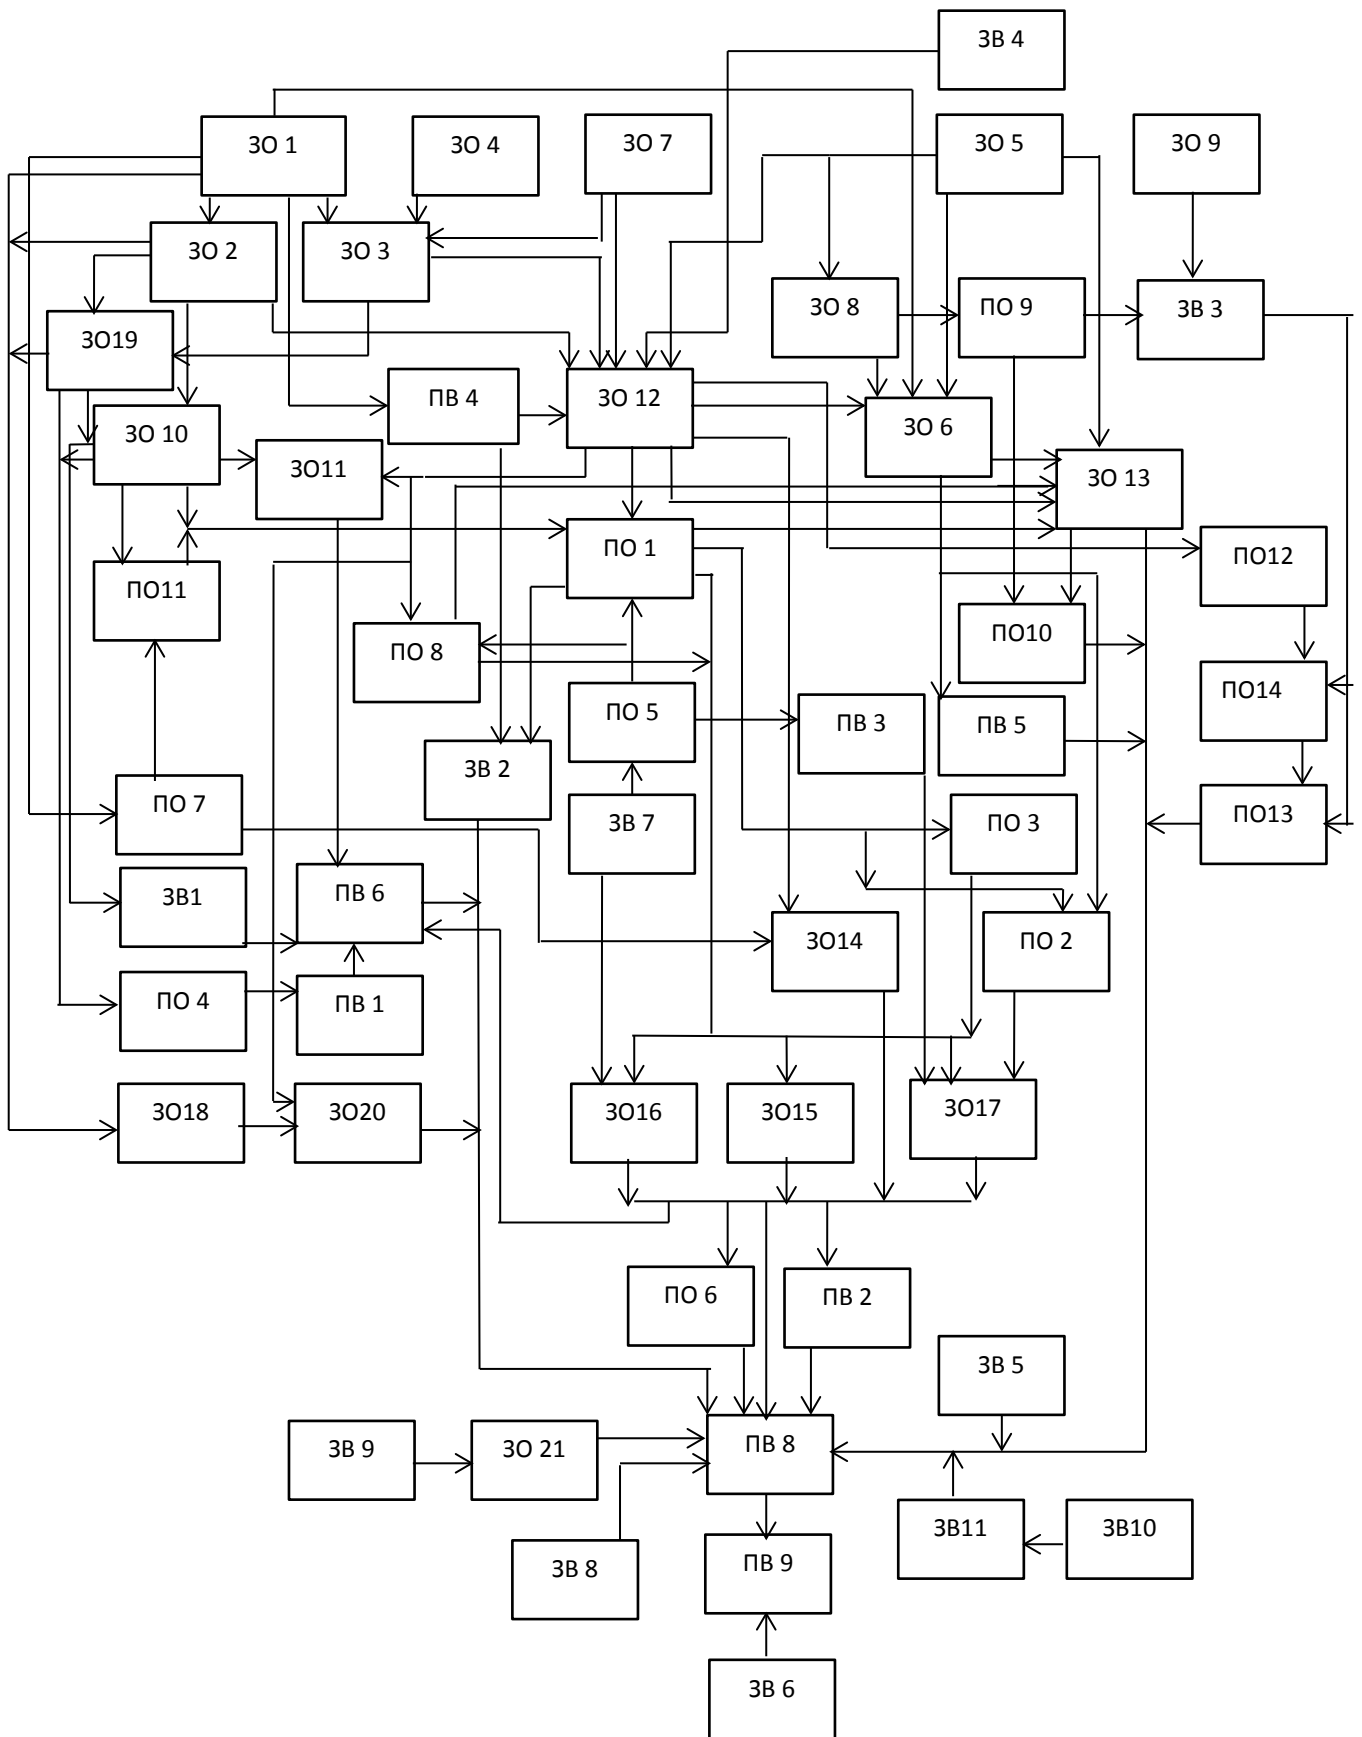 ЗВ 4
ЗО 1
ЗО 4
ЗО 7
ЗО 5
ЗО 9
ЗО 2
ЗО 3
ЗО 8
ПО 9
ЗВ 3
ЗО19
ПВ 4
ЗО 12
ЗО 6
ЗО 10
ЗО11
ЗО 13
ПО 1
ПО12
ПО11
ПО 8
ПО10
ПО14
ПО 5
ПВ 3
ПВ 5
ЗВ 2
ПО 7
ЗВ 7
ПО 3
ПО13
ЗВ1
ПВ 6
ЗО14
ПО 2
ПО 4
ПВ 1
ЗО18
ЗО20
ЗО16
ЗО15
ЗО17
ПО 6
ПВ 2
ЗВ 5
ЗВ 9
ЗО 21
ПВ 8
ЗВ11
ЗВ10
ЗВ 8
ПВ 9
ЗВ 6